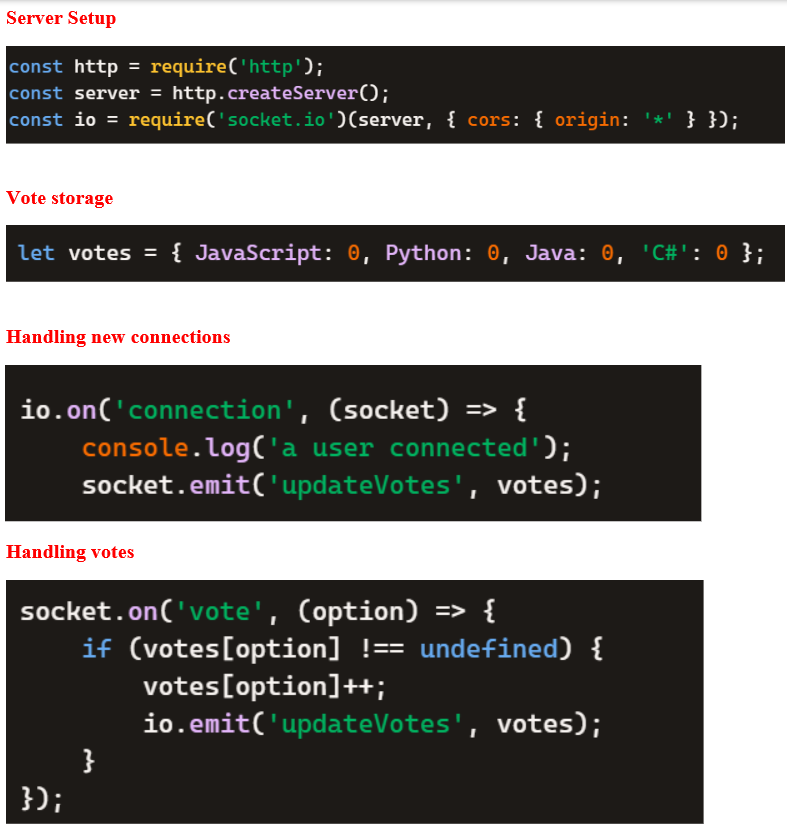 Server Setup
const http = require('http');
const server = http.createServer();
const io = require('socket.io')(server, { cors: { origin: '*' } });
Vote storage
let votes = { JavaScript: 0, Python: 0, Java: 0, 'C#': 0 };
Handling new connections
io.on('connection', (socket) => {
    console.log('a user connected');
    socket.emit('updateVotes', votes);
Handling votes
socket.on('vote', (option) => {
    if (votes[option] !== undefined) {
        votes[option]++;
        io.emit('updateVotes', votes);
    }
});